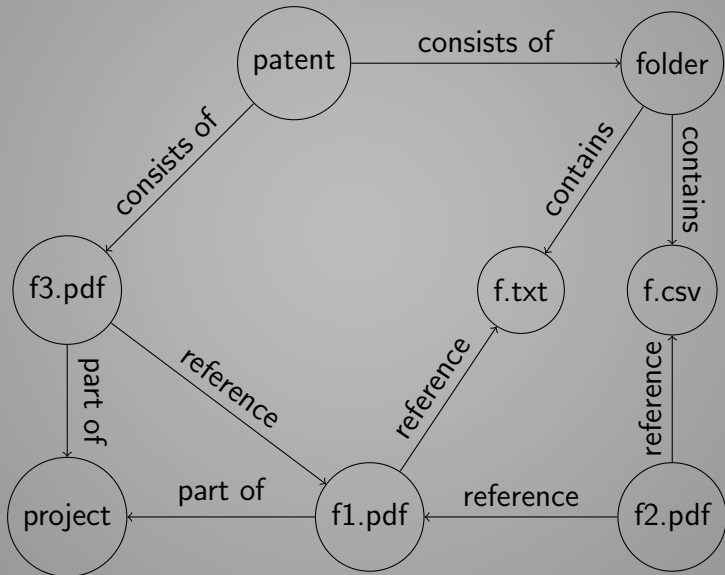 consists of
patent
folder
consists of
contains
contains
f3.pdf
f.txt
f.csv
part of
reference
reference
reference
part of
reference
project
f1.pdf
f2.pdf